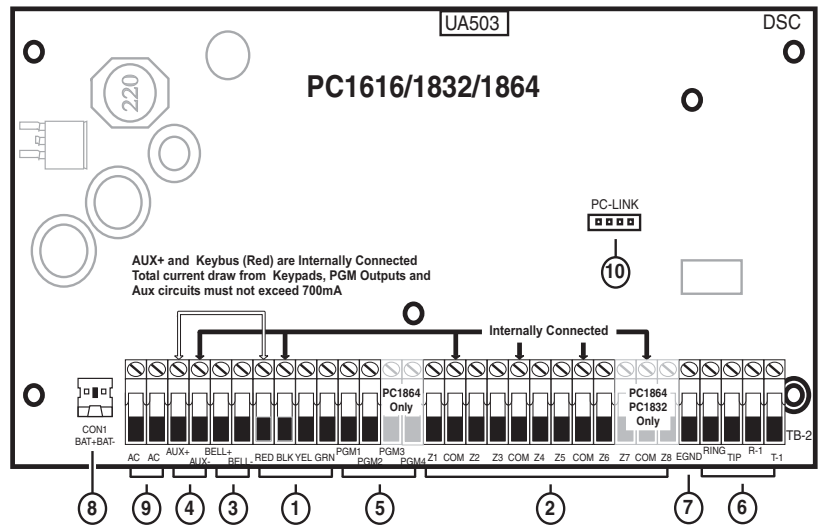 UA503
DSC
220
PC1616/1832/1864
PC-LINK
10
AUX+ and Keybus (Red) are Internally Connected
Total current draw from Keypads, PGM Outputs and
Aux circuits must not exceed 700mA
Internally Connected
PC1864
Only
PC1864
PC1832
Only
CON1
BAT+BAT-
TB-2
AC AC AUX+ AUX- BELL+ BELL- RED BLK YEL GRN PGM1 PGM2 PGM3 PGM4 Z1 COM Z2 Z3 COM Z4 Z5 COM Z6 Z7 COM Z8 EGND RING TIP R-1 T-1
8 9 4 3 1 5 2 7 6